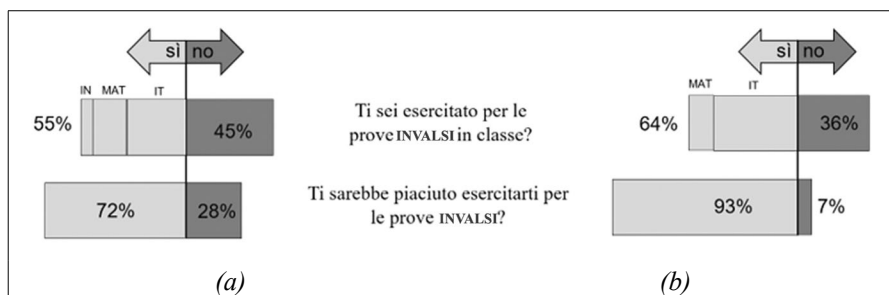 sì no
IN MAT IT
55% 45%
Ti sei esercitato per le
prove INVALSI in classe?
sì no
MAT IT
64% 36%
72% 28%
Ti sarebbe piaciuto esercitarti per
le prove INVALSI?
93% 7%
(a)
(b)